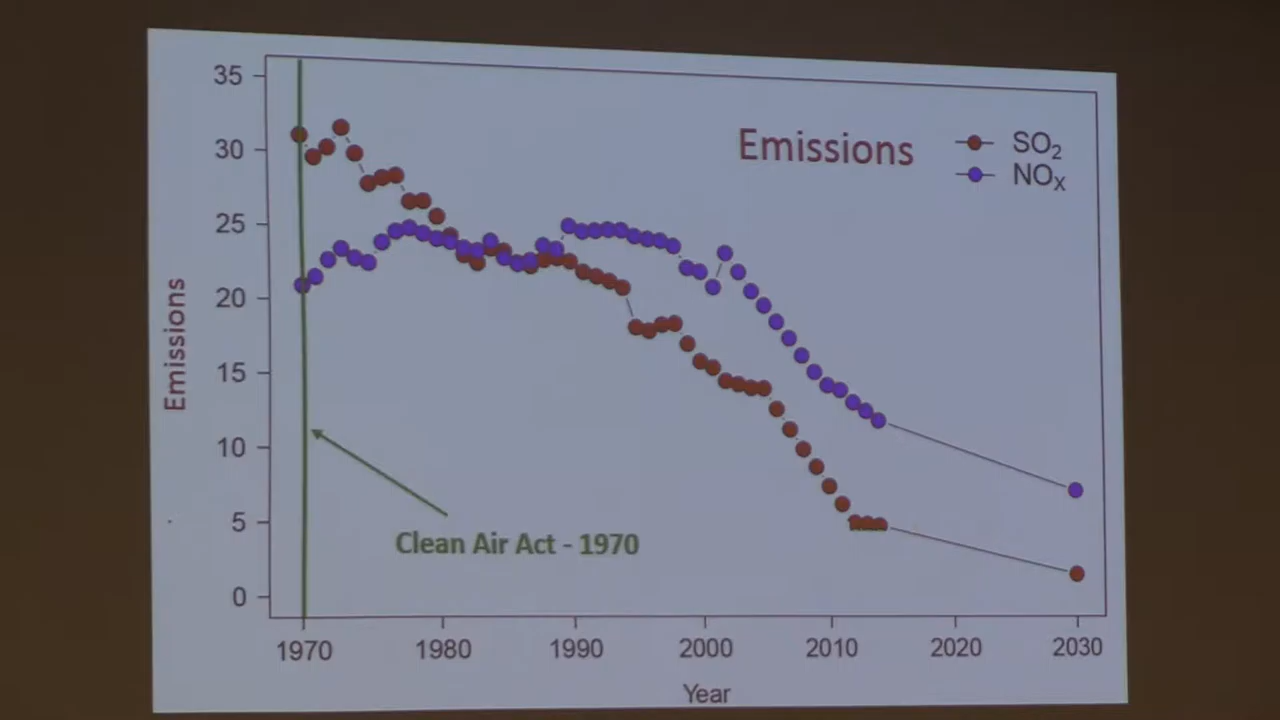 Emissions
SO₂
NOₓ
35
30
25
20
15
10
5
0
Emissions
Clean Air Act - 1970
1970
1980
1990
2000
2010
2020
2030
Year